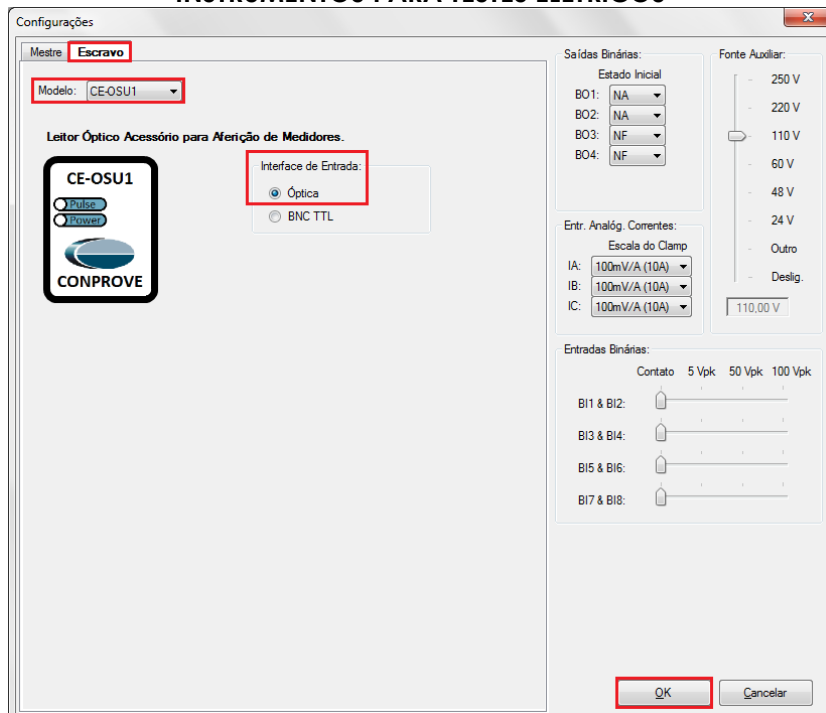 INSTRUMENTOS PARA TESTES ELÉTRICOS
Configurações
x
Mestre Escravo
Modelo: CE-OSU1
Leitor Óptico Acessório para Aferição de Medidores.
CE-OSU1
Pulse
Power
CONPROVE
Interface de Entrada:
Óptica
BNC TTL
Saídas Binárias:
Estado Inicial
BO1: NA
BO2: NA
BO3: NF
BO4: NF
Entr. Analóg. Correntes:
Escala do Clamp
IA: 100mV/A (10A)
IB: 100mV/A (10A)
IC: 100mV/A (10A)
Fonte Auxiliar:
250 V
220 V
110 V
60 V
48 V
24 V
Outro
Deslig.
110,00 V
Entradas Binárias:
Contato 5 Vpk 50 Vpk 100 Vpk
BI1 & BI2:
BI3 & BI4:
BI5 & BI6:
BI7 & BI8:
OK Cancelar